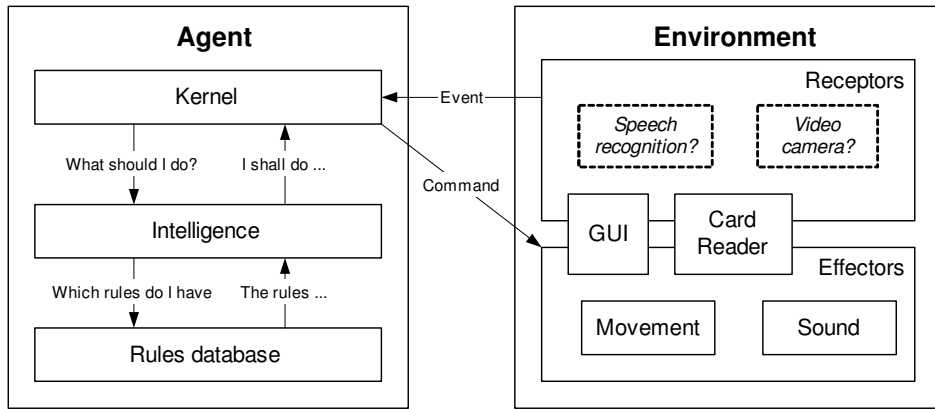 Agent
Kernel
What should I do?
I shall do ...
Intelligence
Which rules do I have
The rules ...
Rules database
Event
Command
Environment
Receptors
Speech
recognition?
Video
camera?
GUI
Card
Reader
Effectors
Movement
Sound